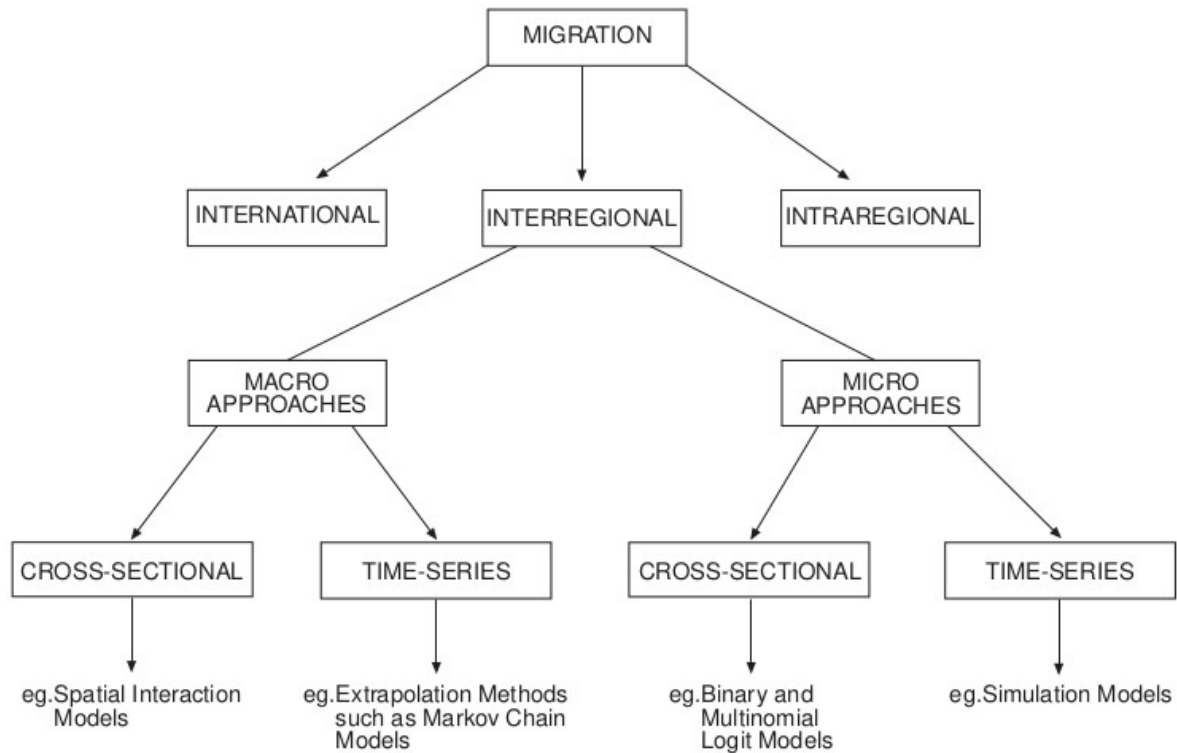 MIGRATION
INTERNATIONAL
INTERREGIONAL
INTRAREGIONAL
MACRO
APPROACHES
MICRO
APPROACHES
CROSS-SECTIONAL
TIME-SERIES
CROSS-SECTIONAL
TIME-SERIES
eg.Spatial Interaction
Models
eg.Extrapolation Methods
such as Markov Chain
Models
eg.Binary and
Multinomial
Logit Models
eg.Simulation Models